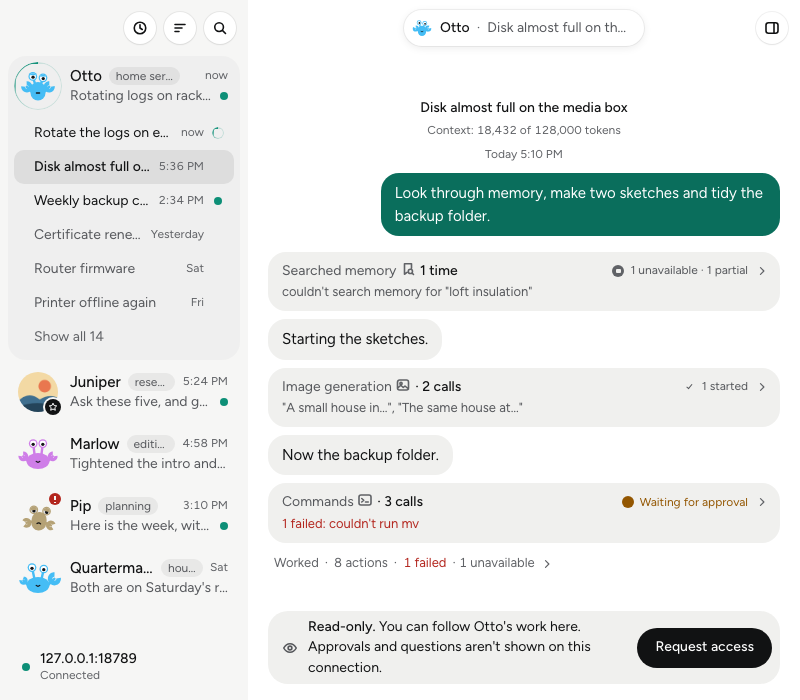 Otto home ser... now
Rotating logs on rack...
Rotate the logs on e... now
Disk almost full o... 5:36 PM
Weekly backup c... 2:34 PM
Certificate rene... Yesterday
Router firmware Sat
Printer offline again Fri
Show all 14
Juniper rese... 5:24 PM
Ask these five, and g...
Marlow editi... 4:58 PM
Tightened the intro and...
Pip planning 3:10 PM
Here is the week, wit...
Quarterma... hou... Sat
Both are on Saturday's r...
127.0.0.1:18789
Connected
Otto · Disk almost full on th...
Disk almost full on the media box
Context: 18,432 of 128,000 tokens
Today 5:10 PM
Look through memory, make two sketches and tidy the
backup folder.
Searched memory 1 time 1 unavailable · 1 partial
couldn't search memory for "loft insulation"
Starting the sketches.
Image generation · 2 calls 1 started
"A small house in...", "The same house at..."
Now the backup folder.
Commands · 3 calls Waiting for approval
1 failed: couldn't run mv
Worked · 8 actions · 1 failed · 1 unavailable
Read-only. You can follow Otto's work here.
Approvals and questions aren't shown on this
connection.
Request access